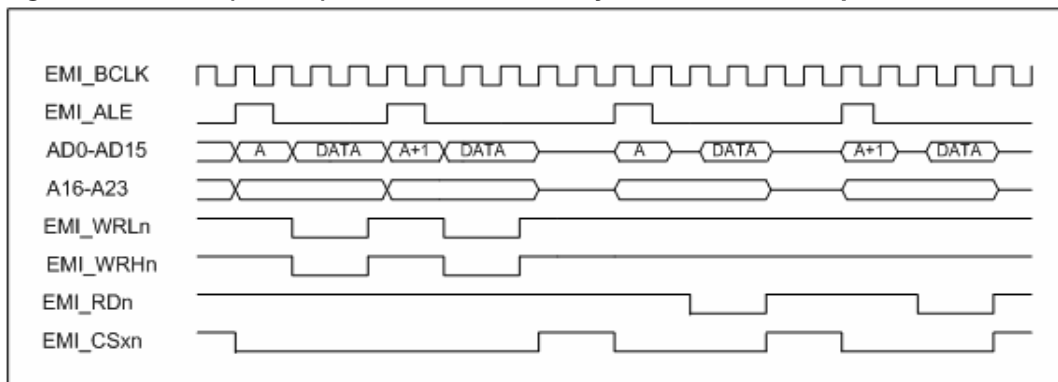 EMI_BCLK
EMI_ALE
AD0-AD15 A DATA A+1 DATA A DATA A+1 DATA
A16-A23
EMI_WRLn
EMI_WRHn
EMI_RDn
EMI_CSxn